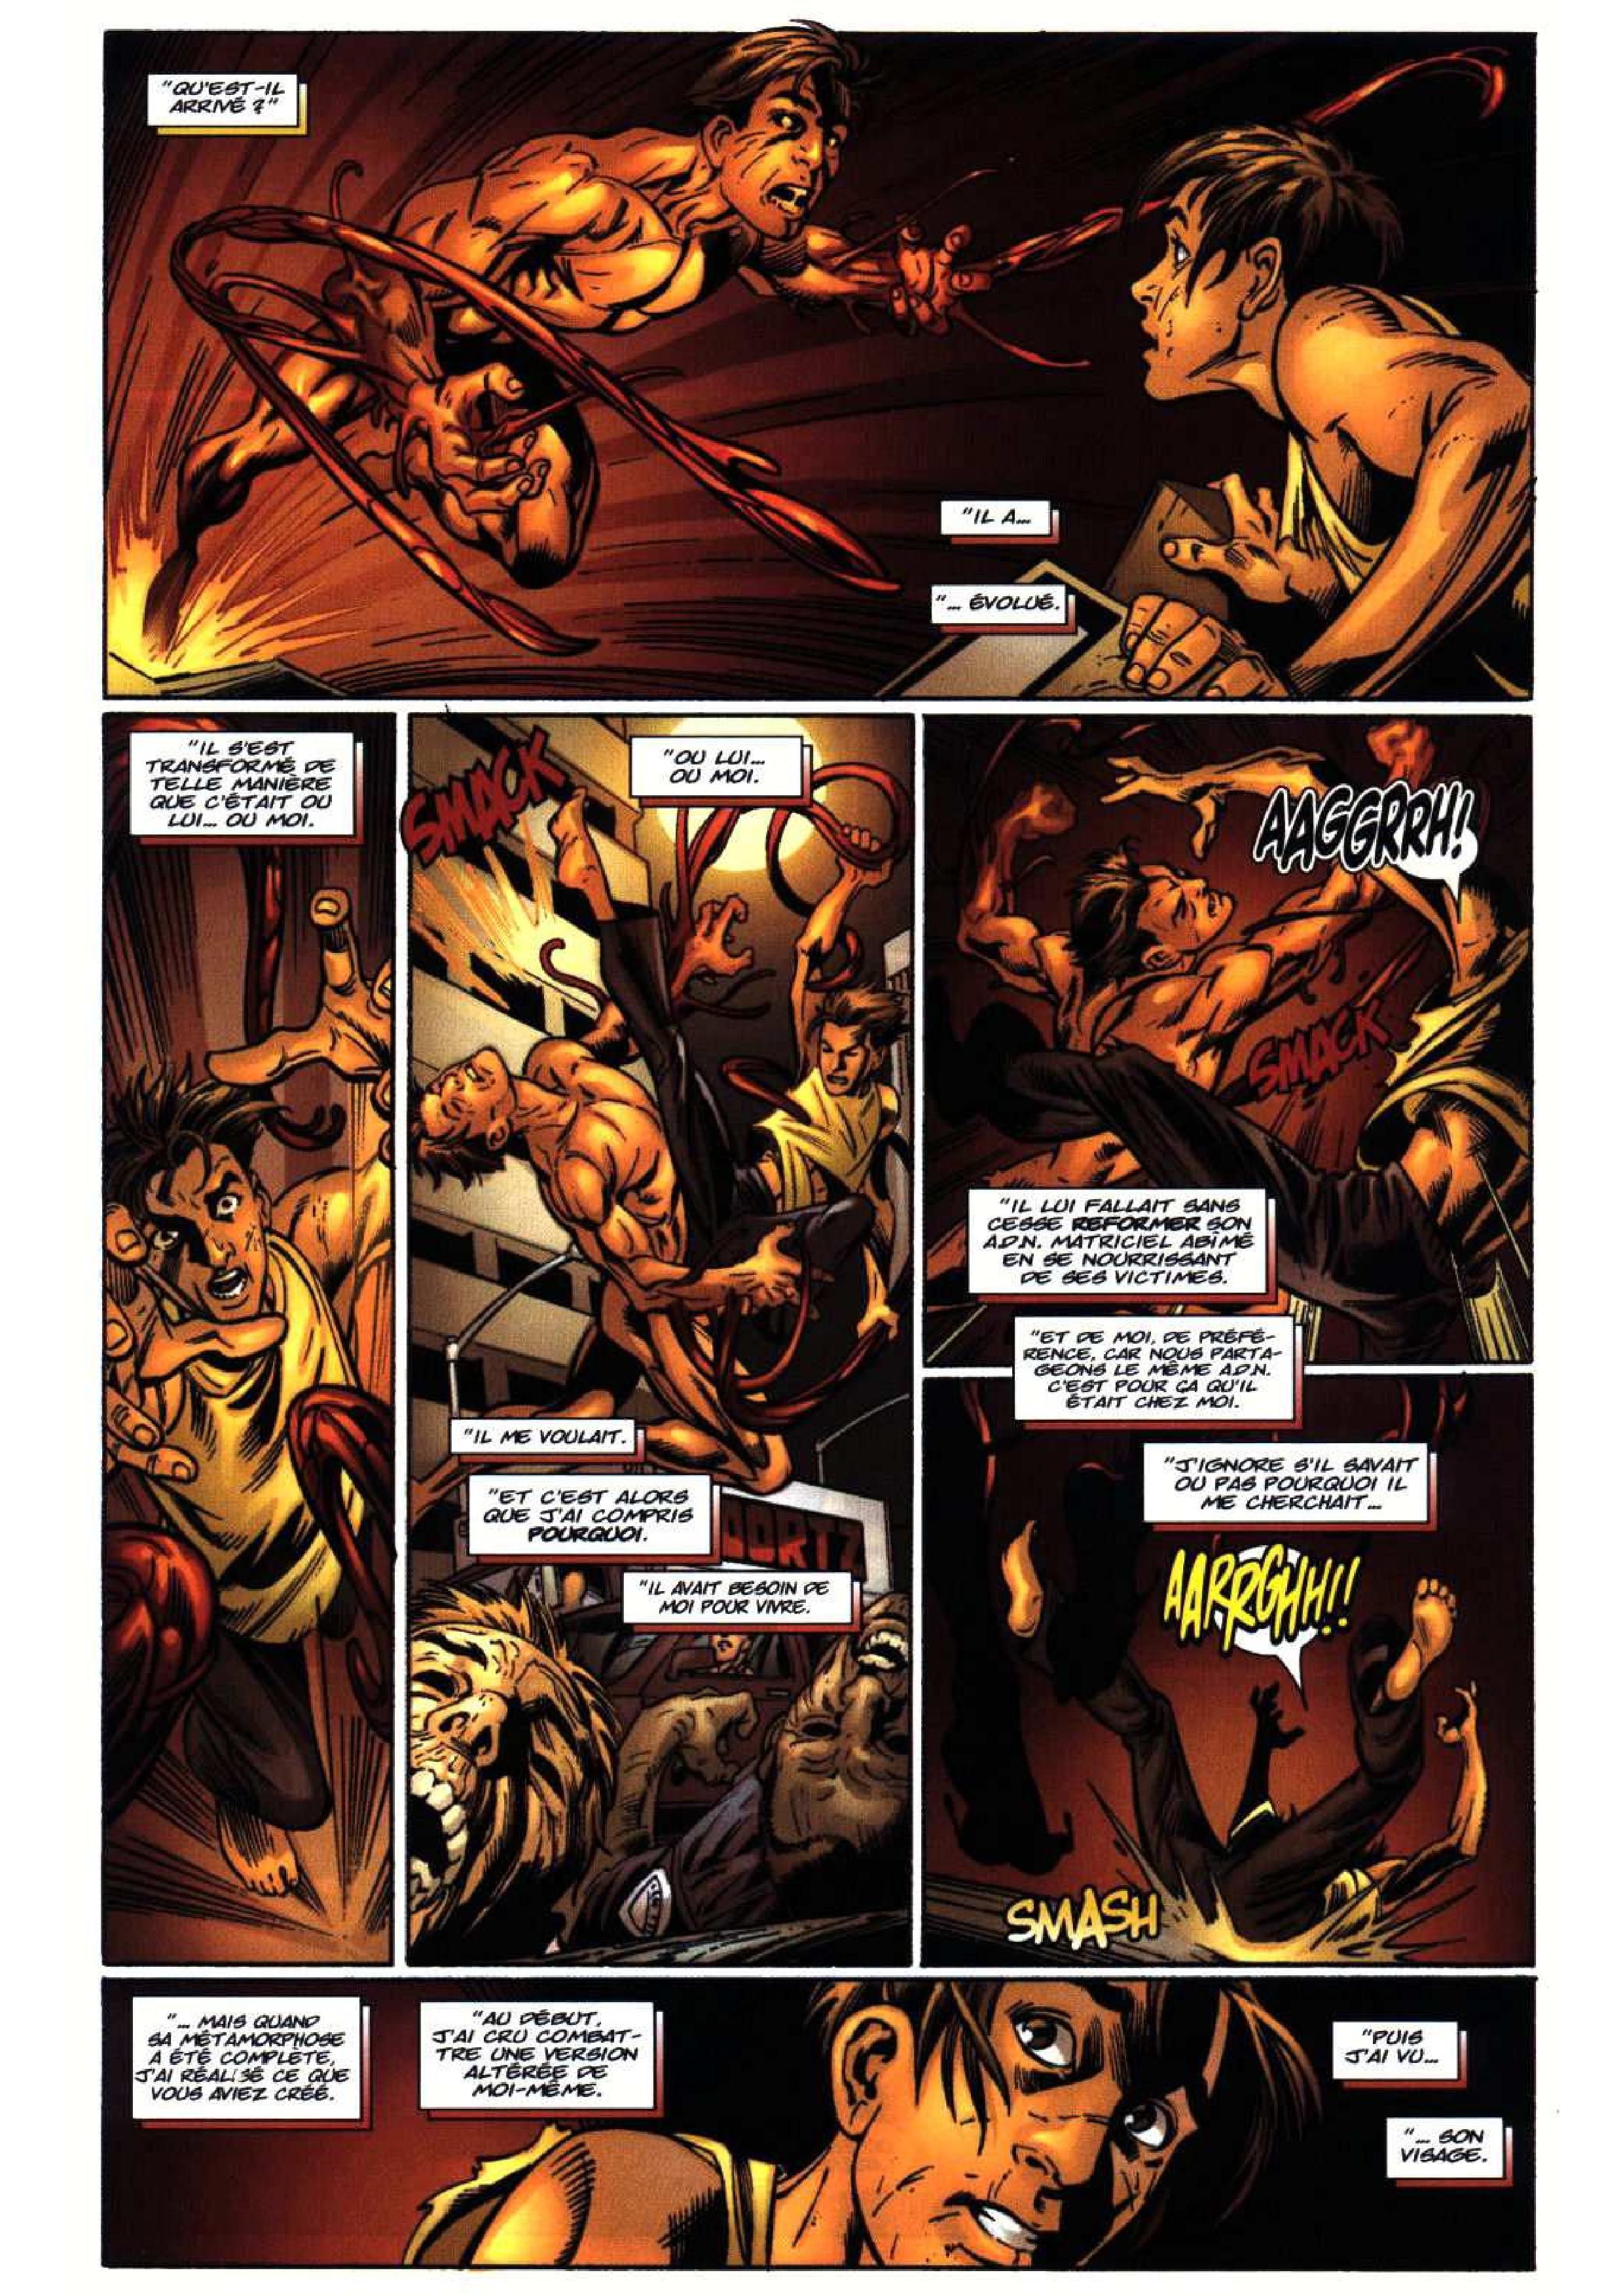 "QU'EST-IL
ARRIVÉ ?"
"IL A...
"... ÉVOLUÉ.
"IL S'EST
TRANSFORMÉ DE
TELLE MANIÈRE
QUE C'ÉTAIT OU
LUI... OU MOI.
SMACK
"OU LUI...
OU MOI.
"IL ME VOULAIT.
"ET C'EST ALORS
QUE J'AI COMPRIS
POURQUOI.
OORTZ
"IL AVAIT BESOIN DE
MOI POUR VIVRE.
AAGGRRH!
SMACK
"IL LUI FALLAIT SANS
CESSE REFORMER SON
A.D.N. MATRICIEL ABÎMÉ
EN SE NOURRISSANT
DE SES VICTIMES.
"ET DE MOI, DE PRÉFÉ-
RENCE, CAR NOUS PARTA-
GEONS LE MÊME A.D.N.
C'EST POUR ÇA QU'IL
ÉTAIT CHEZ MOI.
"J'IGNORE S'IL SAVAIT
OU PAS POURQUOI IL
ME CHERCHAIT...
AARRGHH!!
SMASH
"... MAIS QUAND
SA MÉTAMORPHOSE
A ÉTÉ COMPLÈTE,
J'AI RÉALISÉ CE QUE
VOUS AVIEZ CRÉÉ.
"AU DÉBUT,
J'AI CRU COMBAT-
TRE UNE VERSION
ALTÉRÉE DE
MOI-MÊME.
"PUIS
J'AI VU...
"... SON
VISAGE.